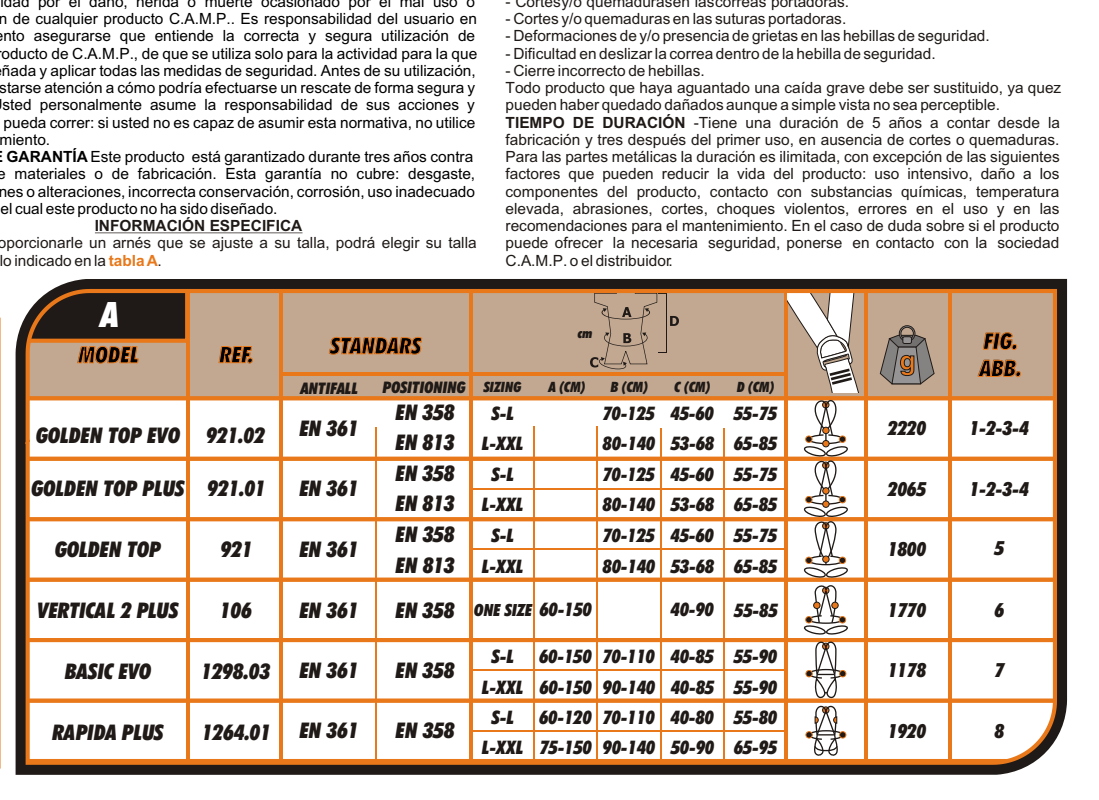 idad por el daño, herida o muerte ocasionado por el mal uso o
n de cualquier producto C.A.M.P.. Es responsabilidad del usuario en
ento asegurarse que entiende la correcta y segura utilización de
roducto de C.A.M.P., de que se utiliza solo para la actividad para la que
eñada y aplicar todas las medidas de seguridad. Antes de su utilización,
starse atención a cómo podría efectuarse un rescate de forma segura y
Usted personalmente asume la responsabilidad de sus acciones y
pueda correr: si usted no es capaz de asumir esta normativa, no utilice
miento.
E GARANTÍA Este producto está garantizado durante tres años contra
e materiales o de fabricación. Esta garantía no cubre: desgaste,
nes o alteraciones, incorrecta conservación, corrosión, uso inadecuado
el cual este producto no ha sido diseñado.
INFORMACIÓN ESPECIFICA
oporcionarle un arnés que se ajuste a su talla, podrá elegir su talla
lo indicado en la tabla A.
- Cortes y/o quemaduras en las correas portadoras.
- Cortes y/o quemaduras en las suturas portadoras.
- Deformaciones de y/o presencia de grietas en las hebillas de seguridad.
- Dificultad en deslizar la correa dentro de la hebilla de seguridad.
- Cierre incorrecto de hebillas.
Todo producto que haya aguantado una caída grave debe ser sustituido, ya quez
pueden haber quedado dañados aunque a simple vista no sea perceptible.
TIEMPO DE DURACIÓN -Tiene una duración de 5 años a contar desde la
fabricación y tres después del primer uso, en ausencia de cortes o quemaduras.
Para las partes metálicas la duración es ilimitada, con excepción de las siguientes
factores que pueden reducir la vida del producto: uso intensivo, daño a los
componentes del producto, contacto con substancias químicas, temperatura
elevada, abrasiones, cortes, choques violentos, errores en el uso y en las
recomendaciones para el mantenimiento. En el caso de duda sobre si el producto
puede ofrecer la necesaria seguridad, ponerse en contacto con la sociedad
C.A.M.P. o el distribuidor.
A
MODEL REF. STANDARS cm A B C D g FIG. ABB.
ANTIFALL POSITIONING SIZING A (CM) B (CM) C (CM) D (CM)
GOLDEN TOP EVO 921.02 EN 361 EN 358 S-L 70-125 45-60 55-75 2220 1-2-3-4
EN 813 L-XXL 80-140 53-68 65-85
GOLDEN TOP PLUS 921.01 EN 361 EN 358 S-L 70-125 45-60 55-75 2065 1-2-3-4
EN 813 L-XXL 80-140 53-68 65-85
GOLDEN TOP 921 EN 361 EN 358 S-L 70-125 45-60 55-75 1800 5
EN 813 L-XXL 80-140 53-68 65-85
VERTICAL 2 PLUS 106 EN 361 EN 358 ONE SIZE 60-150 40-90 55-85 1770 6
BASIC EVO 1298.03 EN 361 EN 358 S-L 60-150 70-110 40-85 55-90 1178 7
L-XXL 60-150 90-140 40-85 55-90
RAPIDA PLUS 1264.01 EN 361 EN 358 S-L 60-120 70-110 40-80 55-80 1920 8
L-XXL 75-150 90-140 50-90 65-95